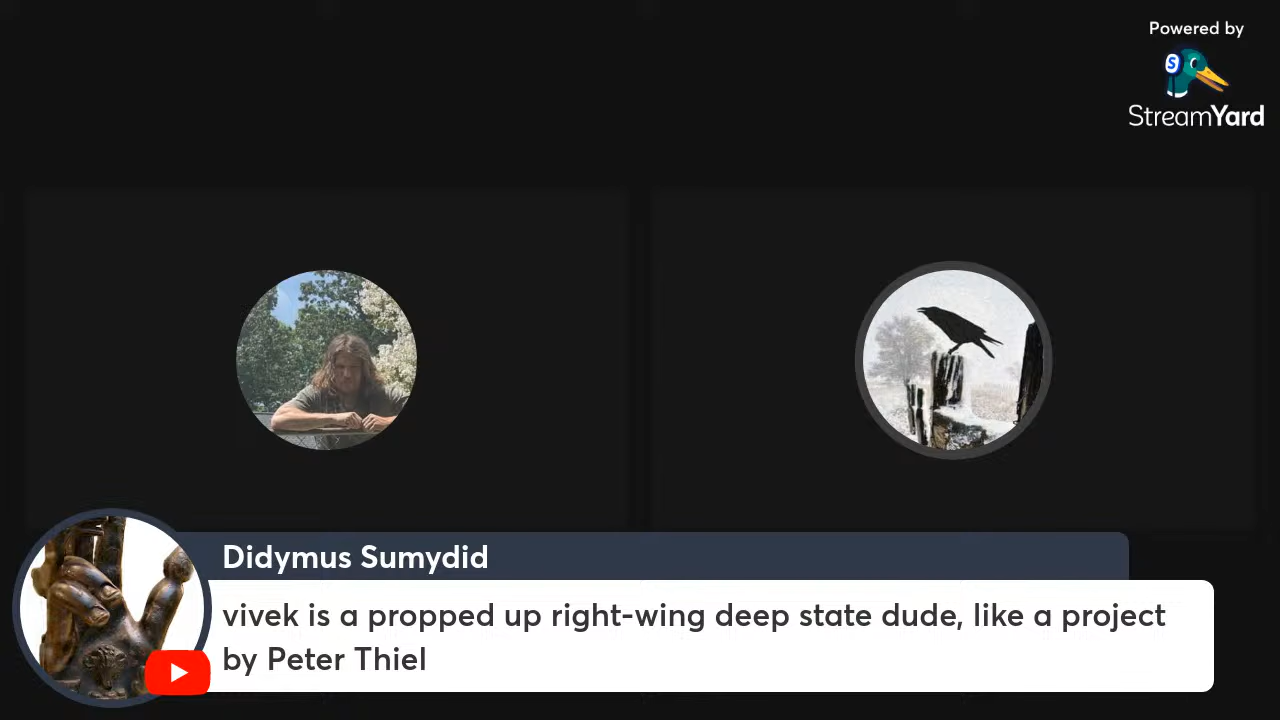 Powered by
S
StreamYard
Didymus Sumydid
vivek is a propped up right-wing deep state dude, like a project
by Peter Thiel